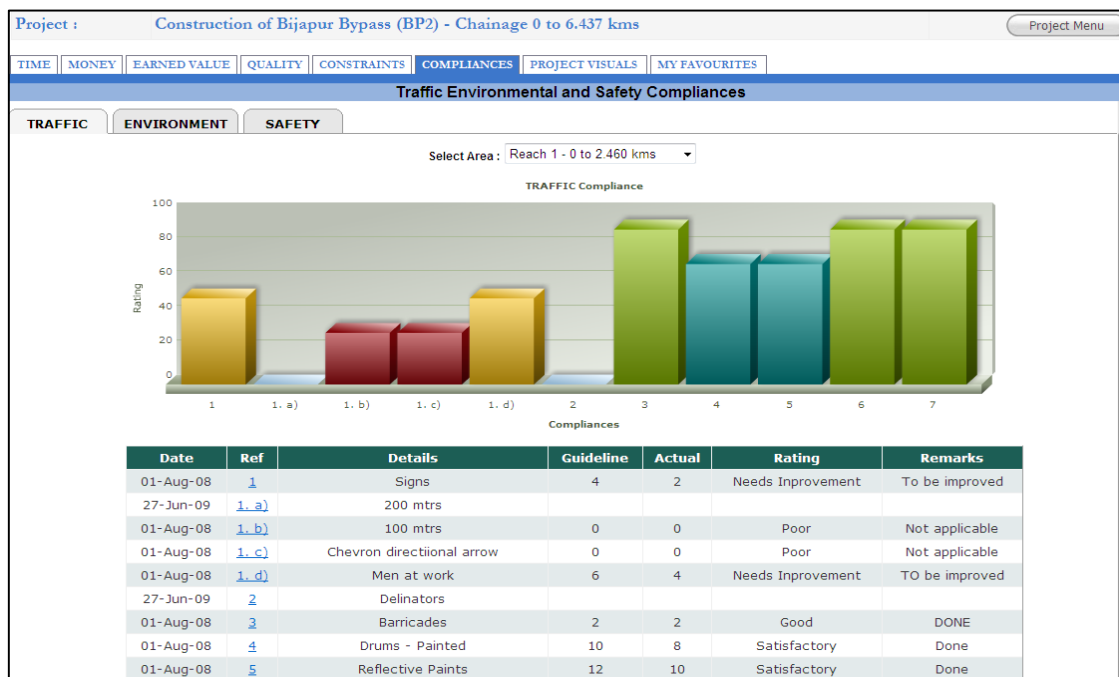 Project : Construction of Bijapur Bypass (BP2) - Chainage 0 to 6.437 kms Project Menu
TIME MONEY EARNED VALUE QUALITY CONSTRAINTS COMPLIANCES PROJECT VISUALS MY FAVOURITES
Traffic Environmental and Safety Compliances
TRAFFIC ENVIRONMENT SAFETY
Select Area : Reach 1 - 0 to 2.460 kms
TRAFFIC Compliance
100
80
60
40
20
0
Rating
1 1. a) 1. b) 1. c) 1. d) 2 3 4 5 6 7
Compliances
Date Ref Details Guideline Actual Rating Remarks
01-Aug-08 1 Signs 4 2 Needs Inprovement To be improved
27-Jun-09 1. a) 200 mtrs
01-Aug-08 1. b) 100 mtrs 0 0 Poor Not applicable
01-Aug-08 1. c) Chevron directiional arrow 0 0 Poor Not applicable
01-Aug-08 1. d) Men at work 6 4 Needs Inprovement TO be improved
27-Jun-09 2 Delinators
01-Aug-08 3 Barricades 2 2 Good DONE
01-Aug-08 4 Drums - Painted 10 8 Satisfactory Done
01-Aug-08 5 Reflective Paints 12 10 Satisfactory Done